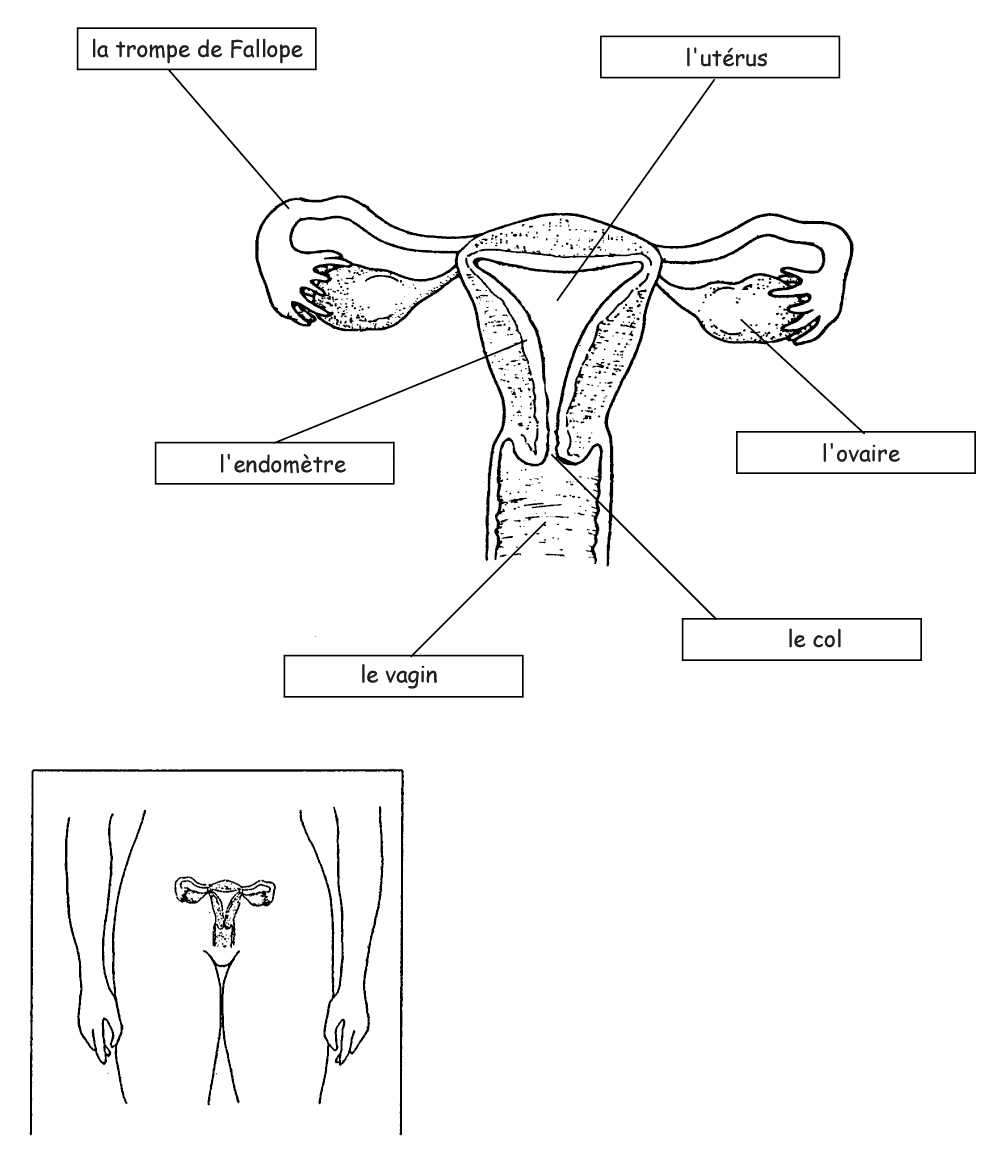 la trompe de Fallope
l'utérus
l'endomètre
l'ovaire
le col
le vagin